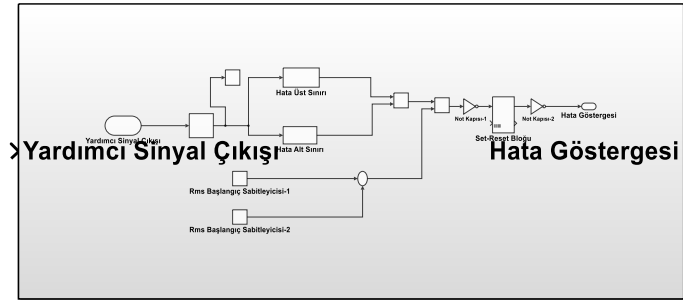 Hata Üst Sınırı
Not Kapısı-1
Not Kapısı-2
Hata Göstergesi
Yardımcı Sinyal Çıkışı
Set-Reset Bloğu
Hata Alt Sınırı
Yardımcı Sinyal Çıkışı
Hata Göstergesi
Rms Başlangıç Sabitleyicisi-1
Rms Başlangıç Sabitleyicisi-2